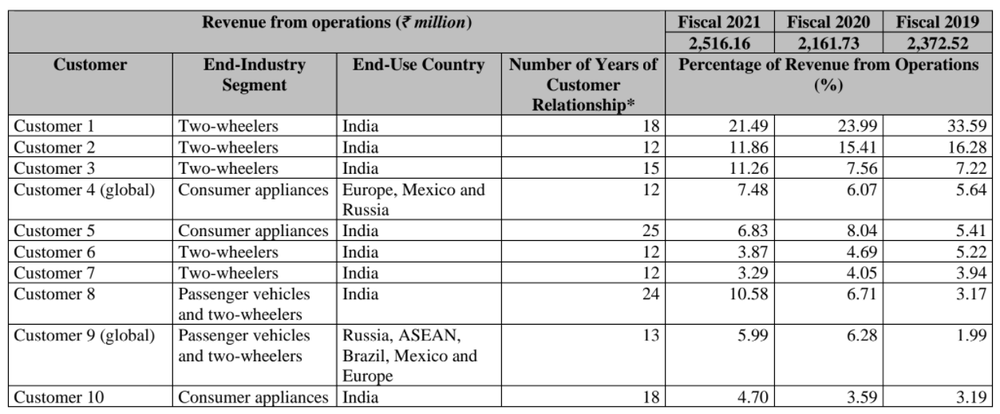 Revenue from operations (₹ million) Fiscal 2021 Fiscal 2020 Fiscal 2019
2,516.16 2,161.73 2,372.52
Customer End-Industry End-Use Country Number of Years of Percentage of Revenue from Operations
Segment Customer (%)
Relationship*
Customer 1 Two-wheelers India 18 21.49 23.99 33.59
Customer 2 Two-wheelers India 12 11.86 15.41 16.28
Customer 3 Two-wheelers India 15 11.26 7.56 7.22
Customer 4 (global) Consumer appliances Europe, Mexico and 12 7.48 6.07 5.64
Russia
Customer 5 Consumer appliances India 25 6.83 8.04 5.41
Customer 6 Two-wheelers India 12 3.87 4.69 5.22
Customer 7 Two-wheelers India 12 3.29 4.05 3.94
Customer 8 Passenger vehicles India 24 10.58 6.71 3.17
and two-wheelers
Customer 9 (global) Passenger vehicles Russia, ASEAN, 13 5.99 6.28 1.99
and two-wheelers Brazil, Mexico and
Europe
Customer 10 Consumer appliances India 18 4.70 3.59 3.19